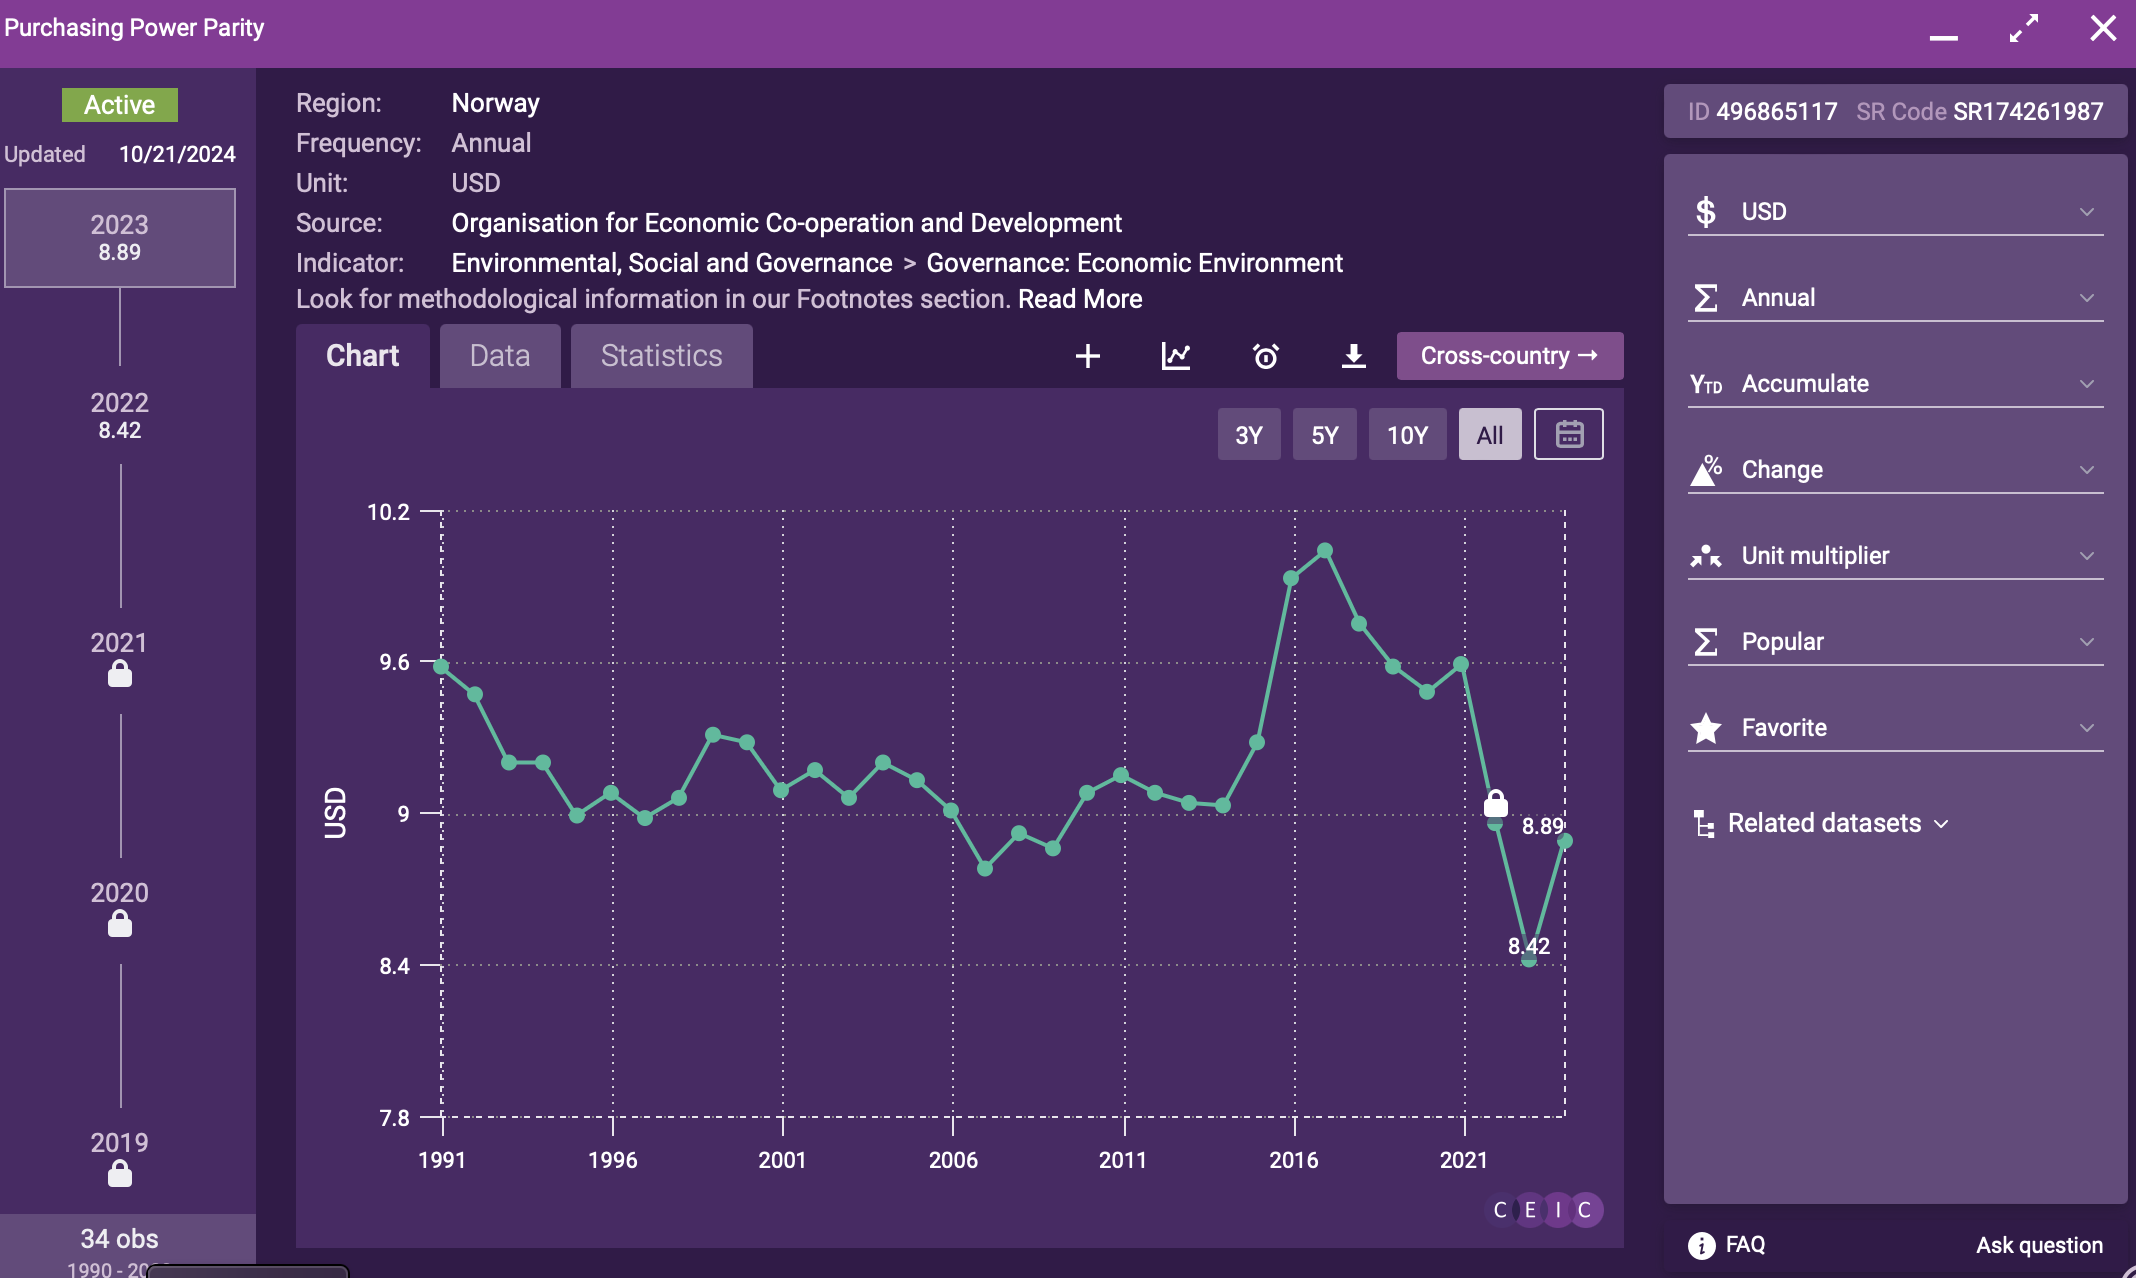 Purchasing Power Parity
Active
Updated 10/21/2024
2023
8.89
2022
8.42
2021
2020
2019
34 obs
Region: Norway
Frequency: Annual
Unit: USD
Source: Organisation for Economic Co-operation and Development
Indicator: Environmental, Social and Governance > Governance: Economic Environment
Look for methodological information in our Footnotes section. Read More
Chart Data Statistics Cross-country →
3Y 5Y 10Y All
10.2
9.6
9
8.4
7.8
USD
8.89
8.42
1991 1996 2001 2006 2011 2016 2021
C E I C
ID 496865117 SR Code SR174261987
$ USD
Σ Annual
YTD Accumulate
% Change
Unit multiplier
Σ Popular
Favorite
Related datasets
i FAQ Ask question